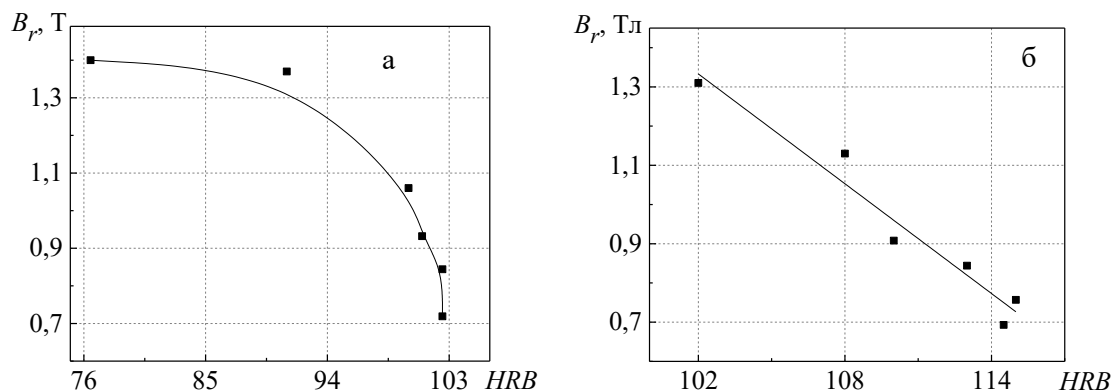 B_r, Т
а
1,3
1,1
0,9
0,7
76 85 94 103 HRB
B_r, Тл
б
1,3
1,1
0,9
0,7
102 108 114 HRB